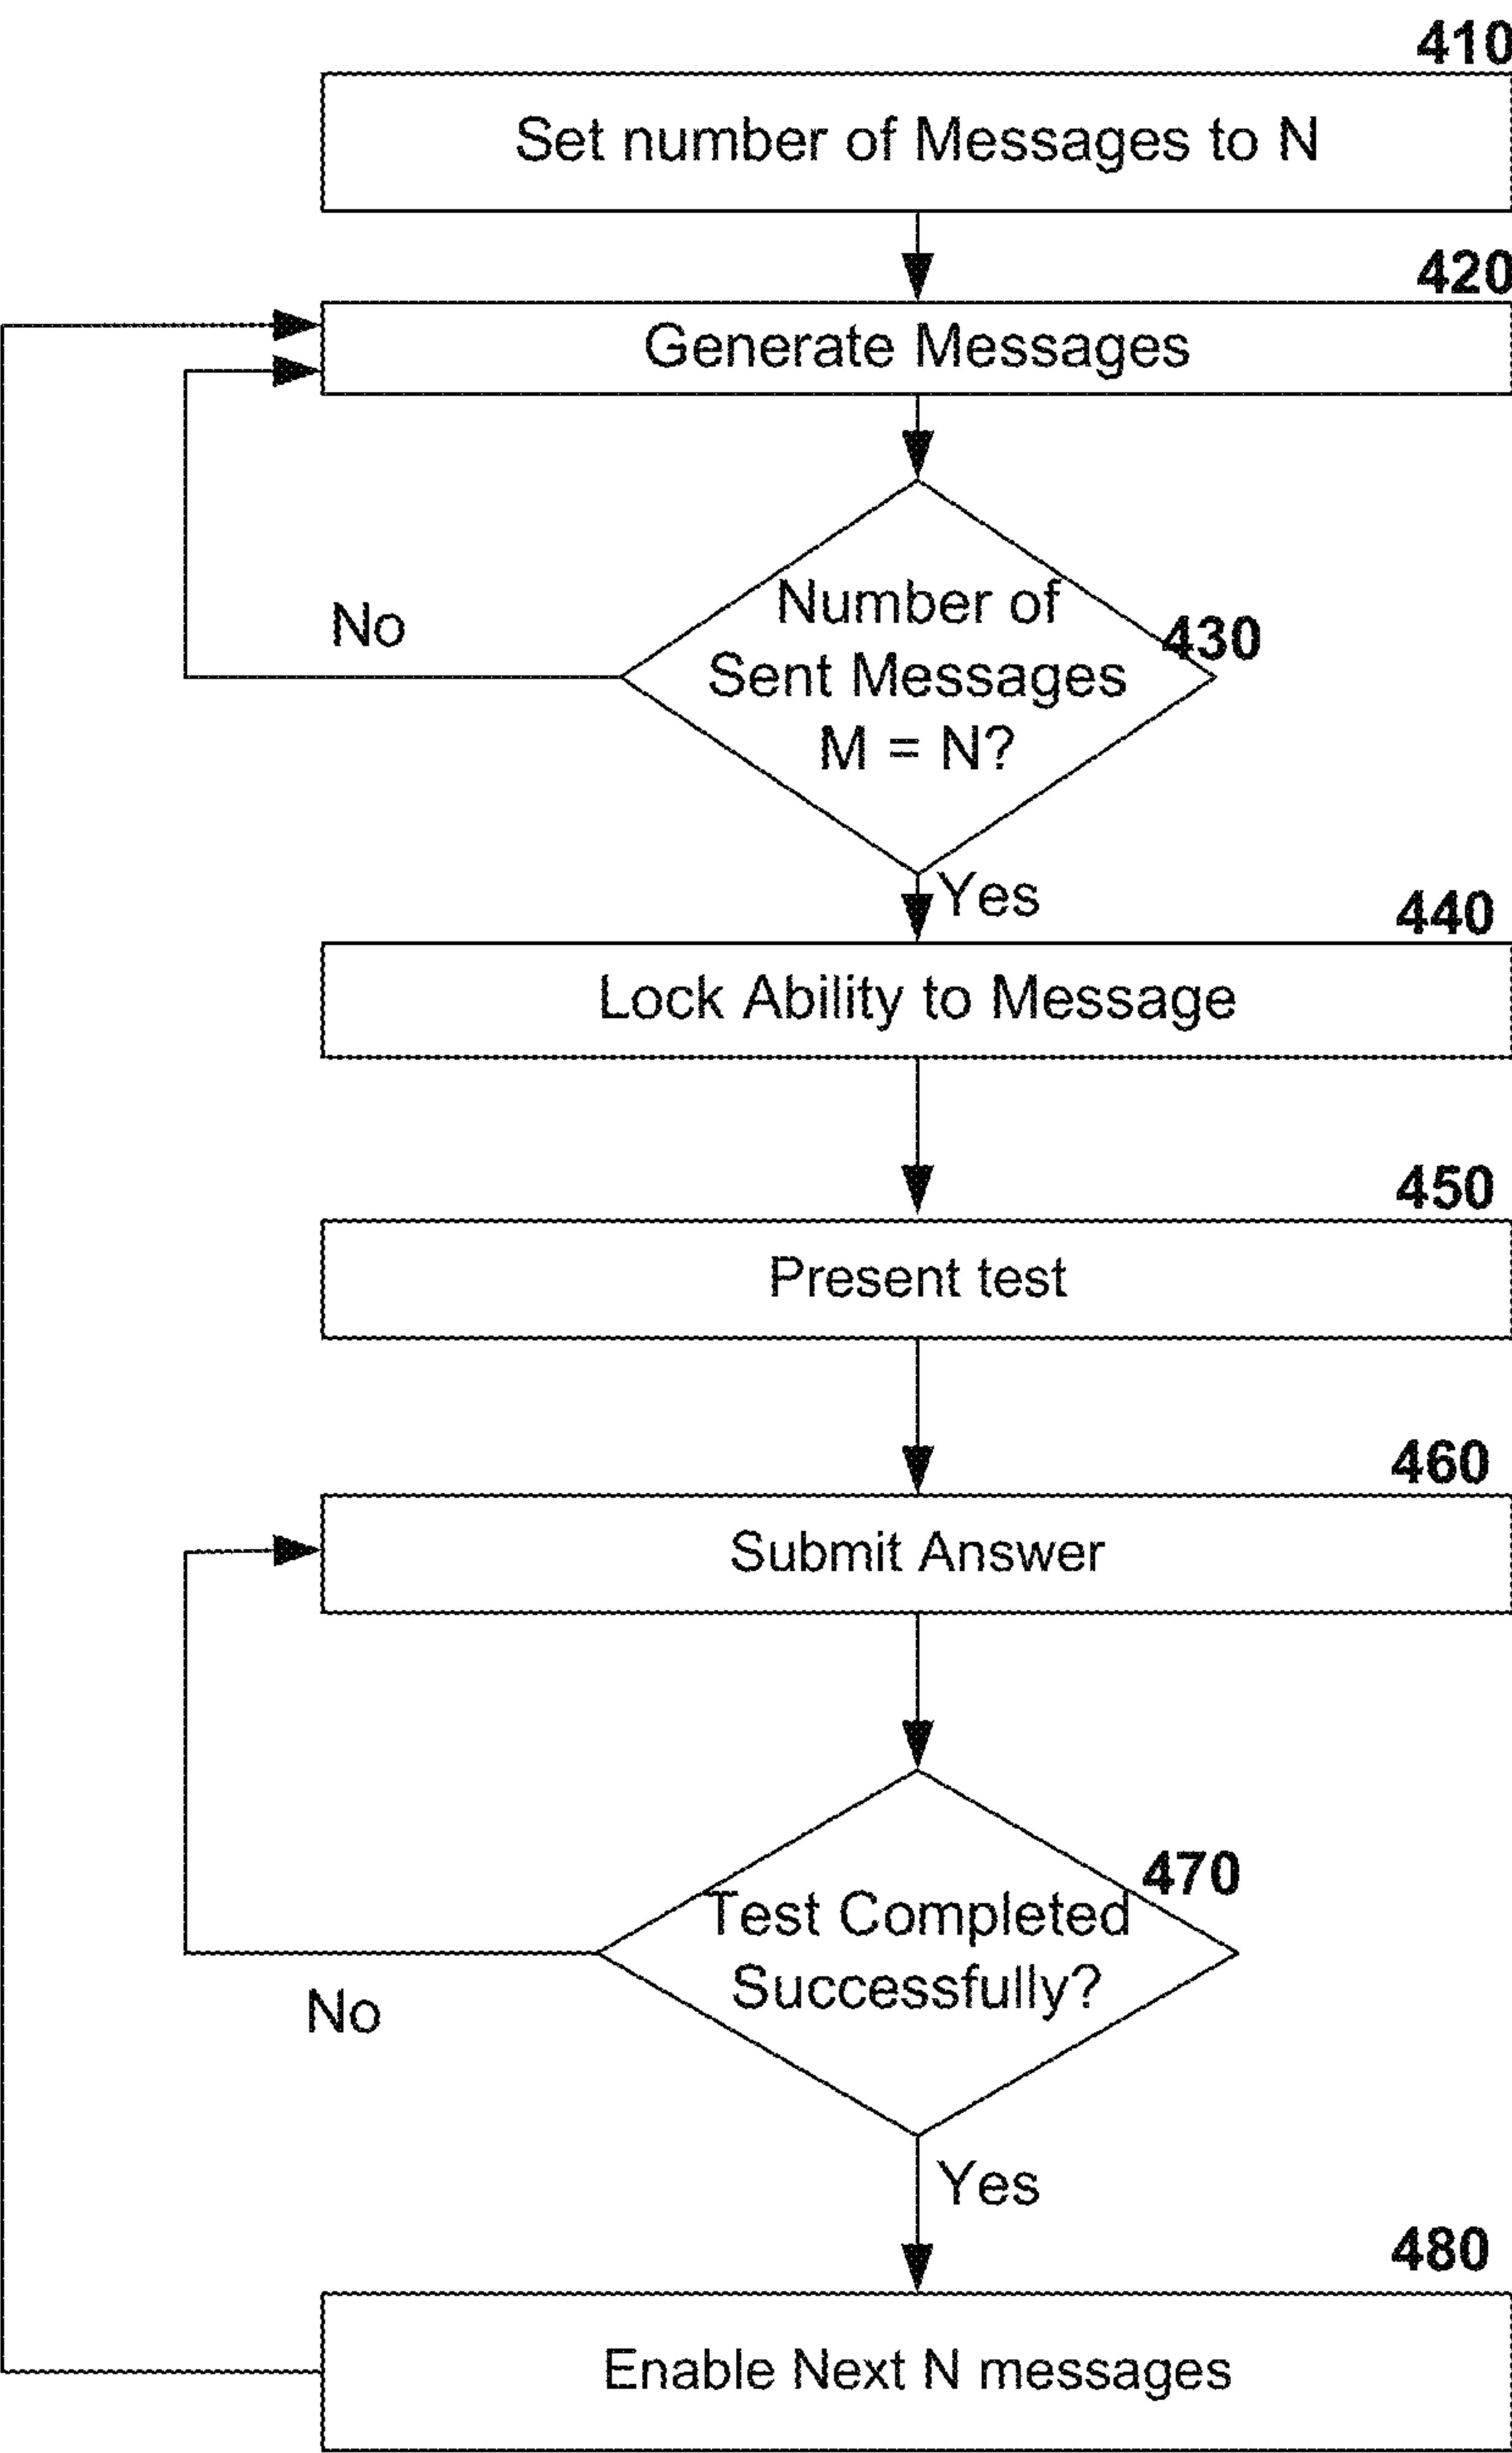 410
Set number of Messages to N
420
Generate Messages
Number of
430
Sent Messages
M = N?
No
Yes
440
Lock Ability to Message
450
Present test
460
Submit Answer
470
Test Completed
Successfully?
No
Yes
480
Enable Next N messages